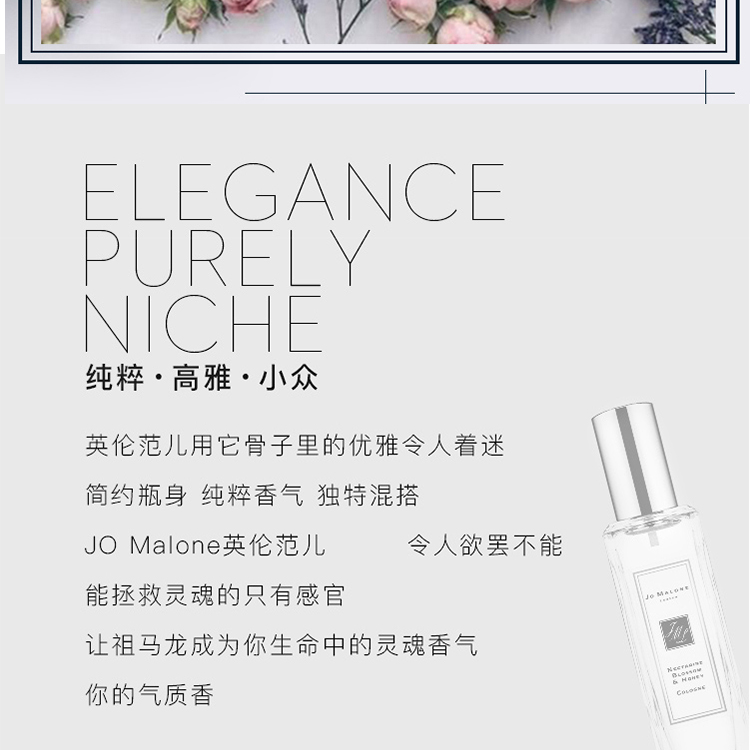 ELEGANCE
PURELY
NICHE
纯粹·高雅·小众
英伦范儿用它骨子里的优雅令人着迷
简约瓶身 纯粹香气 独特混搭
JO Malone英伦范儿 令人欲罢不能
能拯救灵魂的只有感官
让祖马龙成为你生命中的灵魂香气
你的气质香
JO MALONE
LONDON
NECTARINE
BLOSSOM
& HONEY
COLOGNE